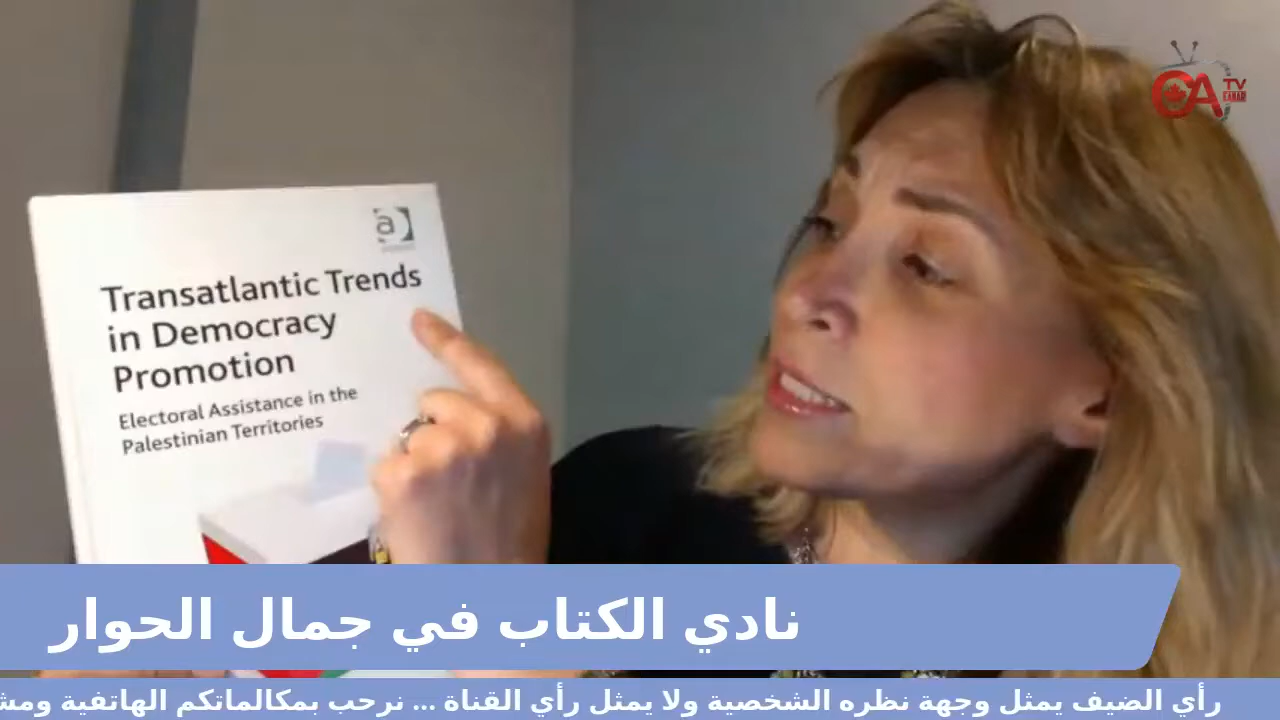 CA TV
a
Transatlantic Trends
in Democracy
Promotion
Electoral Assistance in the
Palestinian Territories
نادي الكتاب في جمال الحوار
رأي الضيف يمثل وجهة نظره الشخصية ولا يمثل رأي القناة ... نرحب بمكالماتكم الهاتفية